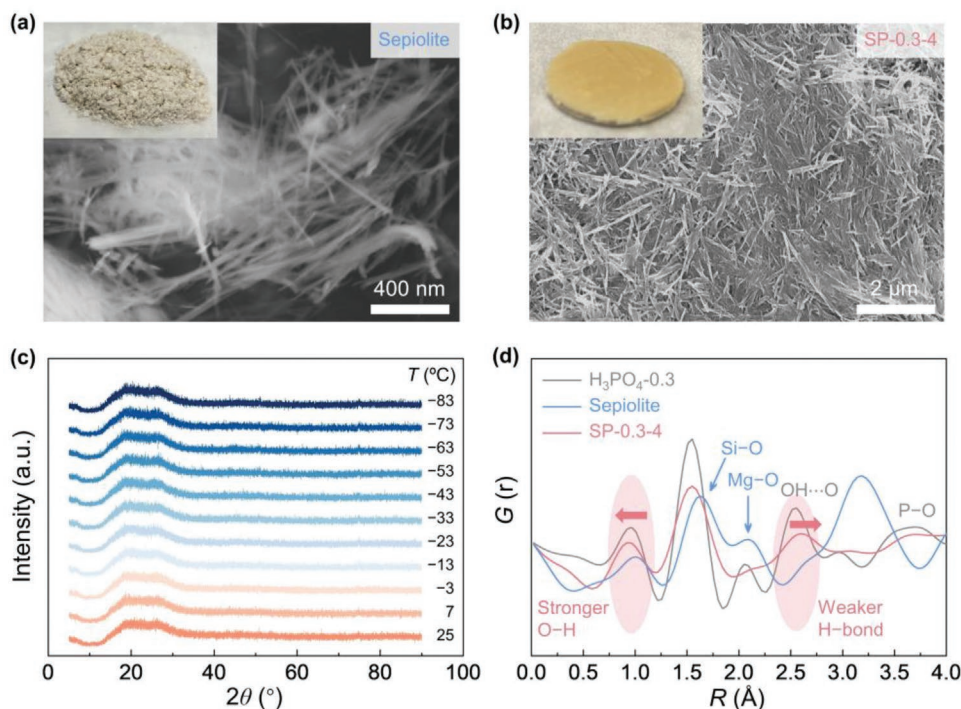 (a)
Sepiolite
400 nm
(b)
SP-0.3-4
2 μm
(c)
T (°C)
−83
−73
−63
−53
−43
−33
−23
−13
−3
7
25
Intensity (a.u.)
0 20 40 60 80 100
2θ (°)
(d)
H₃PO₄-0.3
Sepiolite
SP-0.3-4
Si−O
Mg−O
OH···O
P−O
Stronger
O−H
Weaker
H−bond
G (r)
0.0 0.5 1.0 1.5 2.0 2.5 3.0 3.5 4.0
R (Å)